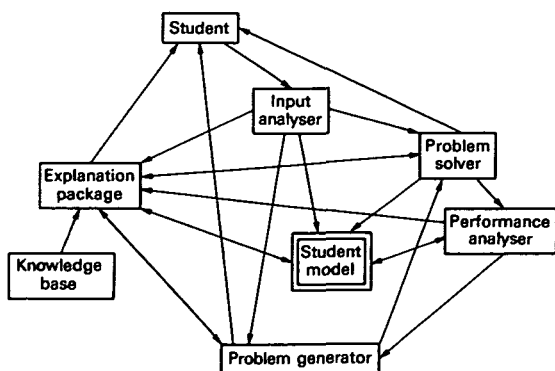 Student
Input
analyser
Problem
solver
Explanation
package
Performance
analyser
Student
model
Knowledge
base
Problem generator